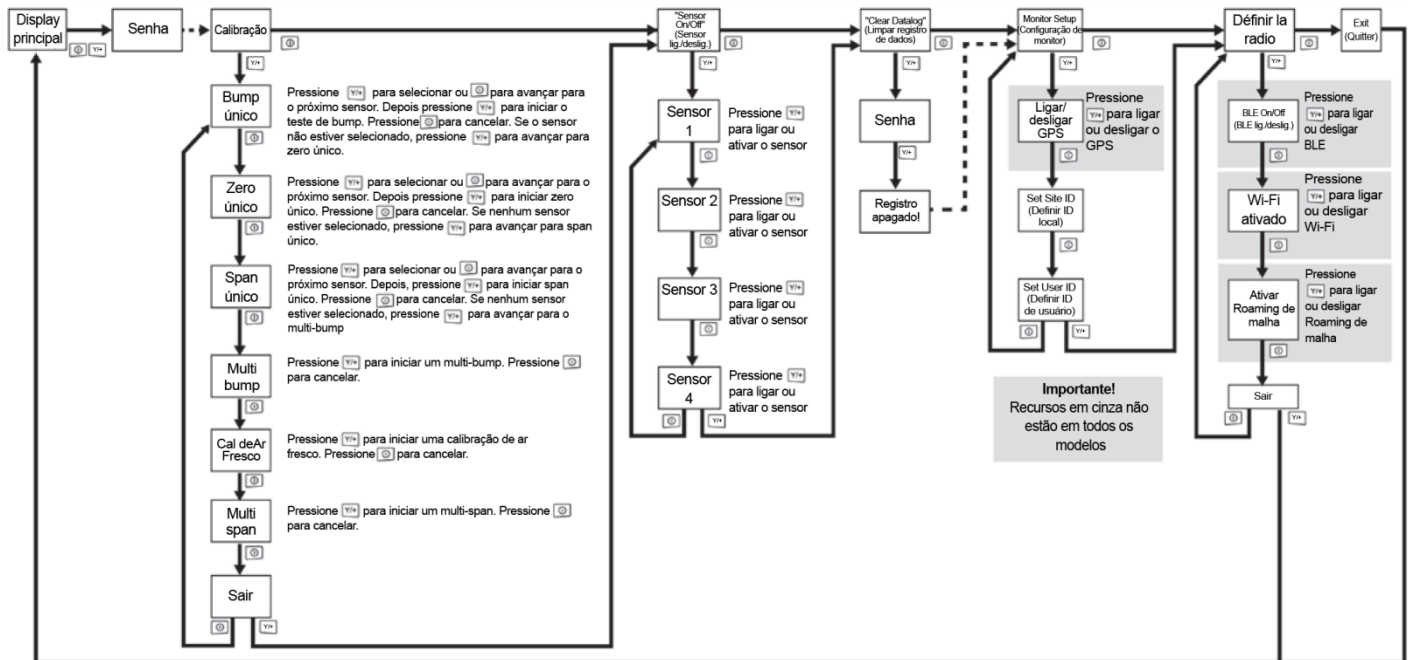 Display
principal
Senha
Calibração
"Sensor
On/Off"
(Sensor
lig./deslig.)
"Clear Datalog"
(Limpar registro
de dados)
Monitor Setup
(Configuração de
monitor)
Définir la
radio
Exit
(Quitter)
Y/+
Y/+
Bump
único
Pressione Y/+ para selecionar ou para avançar para
o próximo sensor. Depois pressione Y/+ para iniciar o
teste de bump. Pressione para cancelar. Se o sensor
não estiver selecionado, pressione Y/+ para avançar para
zero único.
Zero
único
Pressione Y/+ para selecionar ou para avançar para o
próximo sensor. Depois pressione Y/+ para iniciar zero
único. Pressione para cancelar. Se nenhum sensor
estiver selecionado, pressione Y/+ para avançar para span
único.
Span
único
Pressione Y/+ para selecionar ou para avançar para o
próximo sensor. Depois, pressione Y/+ para iniciar span
único. Pressione para cancelar. Se nenhum sensor
estiver selecionado, pressione Y/+ para avançar para o
multi-bump
Multi
bump
Pressione Y/+ para iniciar um multi-bump. Pressione
para cancelar.
Cal deAr
Fresco
Pressione Y/+ para iniciar uma calibração de ar
fresco. Pressione para cancelar.
Multi
span
Pressione Y/+ para iniciar um multi-span. Pressione
para cancelar.
Sair
Y/+
Y/+
Sensor
1
Pressione Y/+
para ligar ou
ativar o sensor
Sensor 2
Pressione Y/+
para ligar ou
ativar o sensor
Sensor 3
Pressione Y/+
para ligar ou
ativar o sensor
Sensor
4
Pressione Y/+
para ligar ou
ativar o sensor
Y/+
Y/+
Senha
Y/+
Registro
apagado!
Y/+
Ligar/
desligar
GPS
Pressione
Y/+ para ligar
ou desligar o
GPS
Set Site ID
(Definir ID
local)
Set User ID
(Definir ID
de usuário)
Y/+
Importante!
Recursos em cinza não
estão em todos os
modelos
Y/+
BLE On/Off
(BLE lig./deslig.)
Pressione
Y/+ para ligar
ou desligar
BLE
Wi-Fi
ativado
Pressione
Y/+ para ligar
ou desligar
Wi-Fi
Ativar
Roaming de
malha
Pressione
Y/+ para ligar
ou desligar
Roaming de
malha
Sair
Y/+